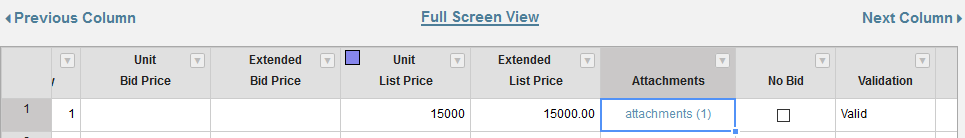 Previous Column Full Screen View Next Column
Unit Extended Unit Extended
y Bid Price Bid Price List Price List Price Attachments No Bid Validation
1 1 15000 15000.00 attachments (1) Valid